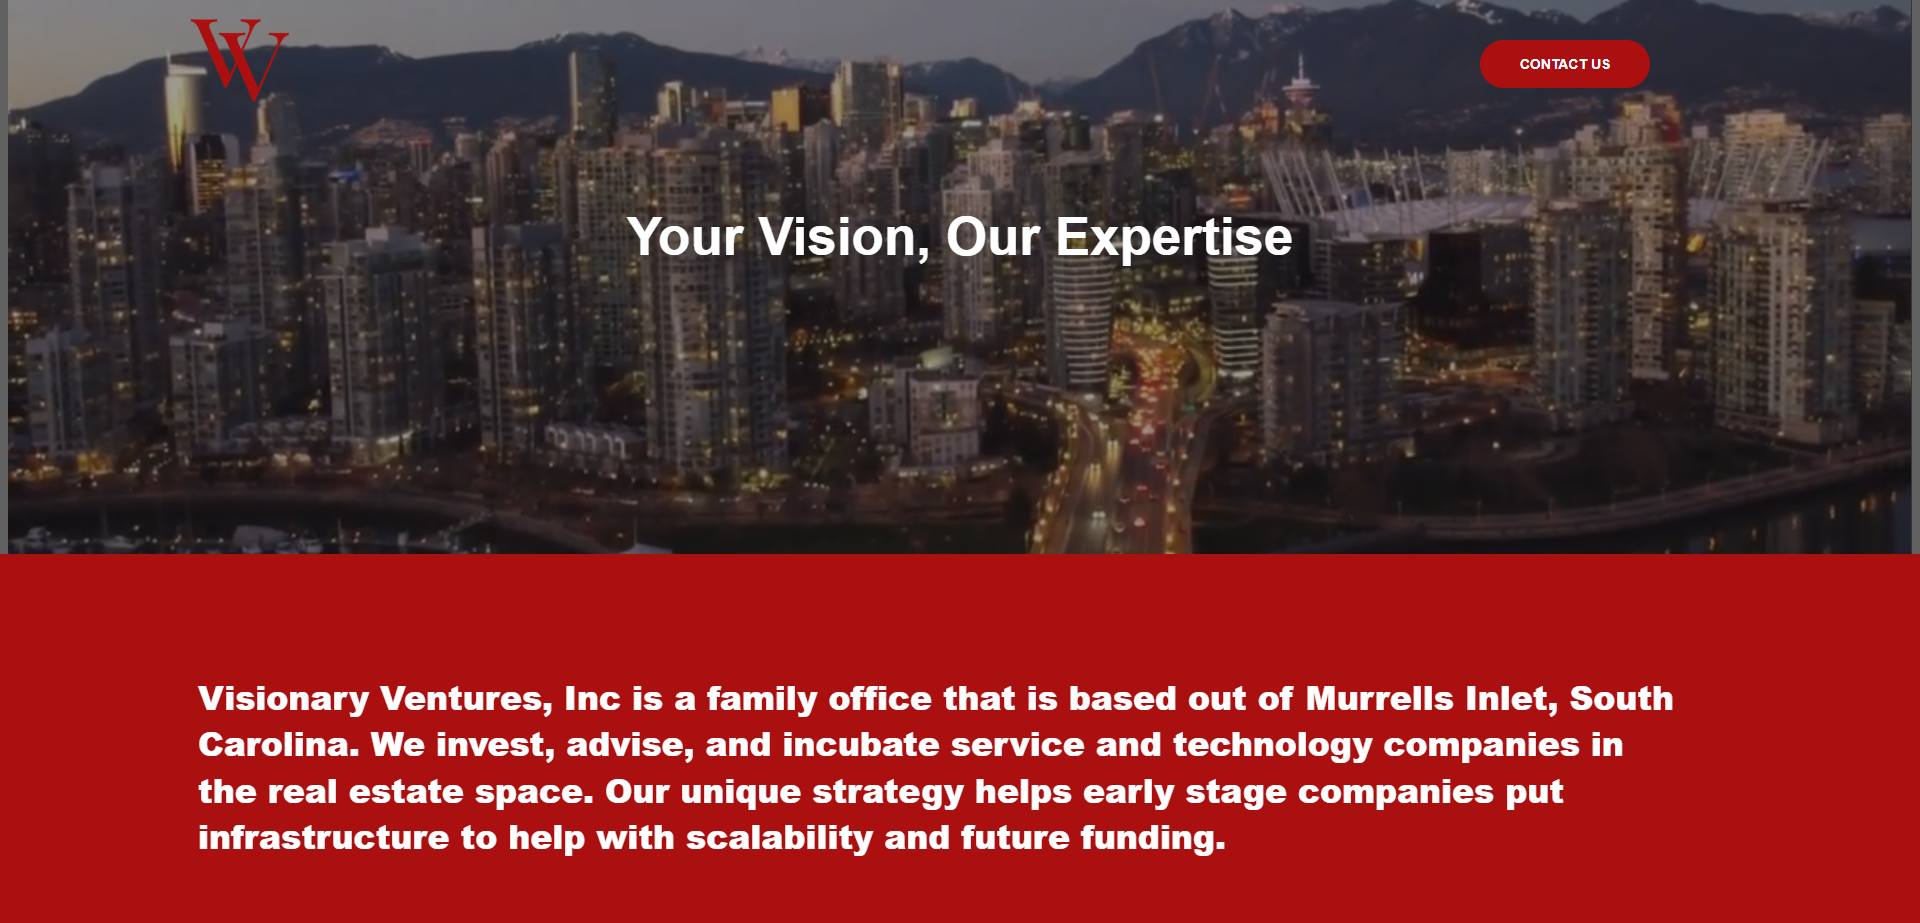 VV
CONTACT US
Your Vision, Our Expertise
Visionary Ventures, Inc is a family office that is based out of Murrells Inlet, South
Carolina. We invest, advise, and incubate service and technology companies in
the real estate space. Our unique strategy helps early stage companies put
infrastructure to help with scalability and future funding.